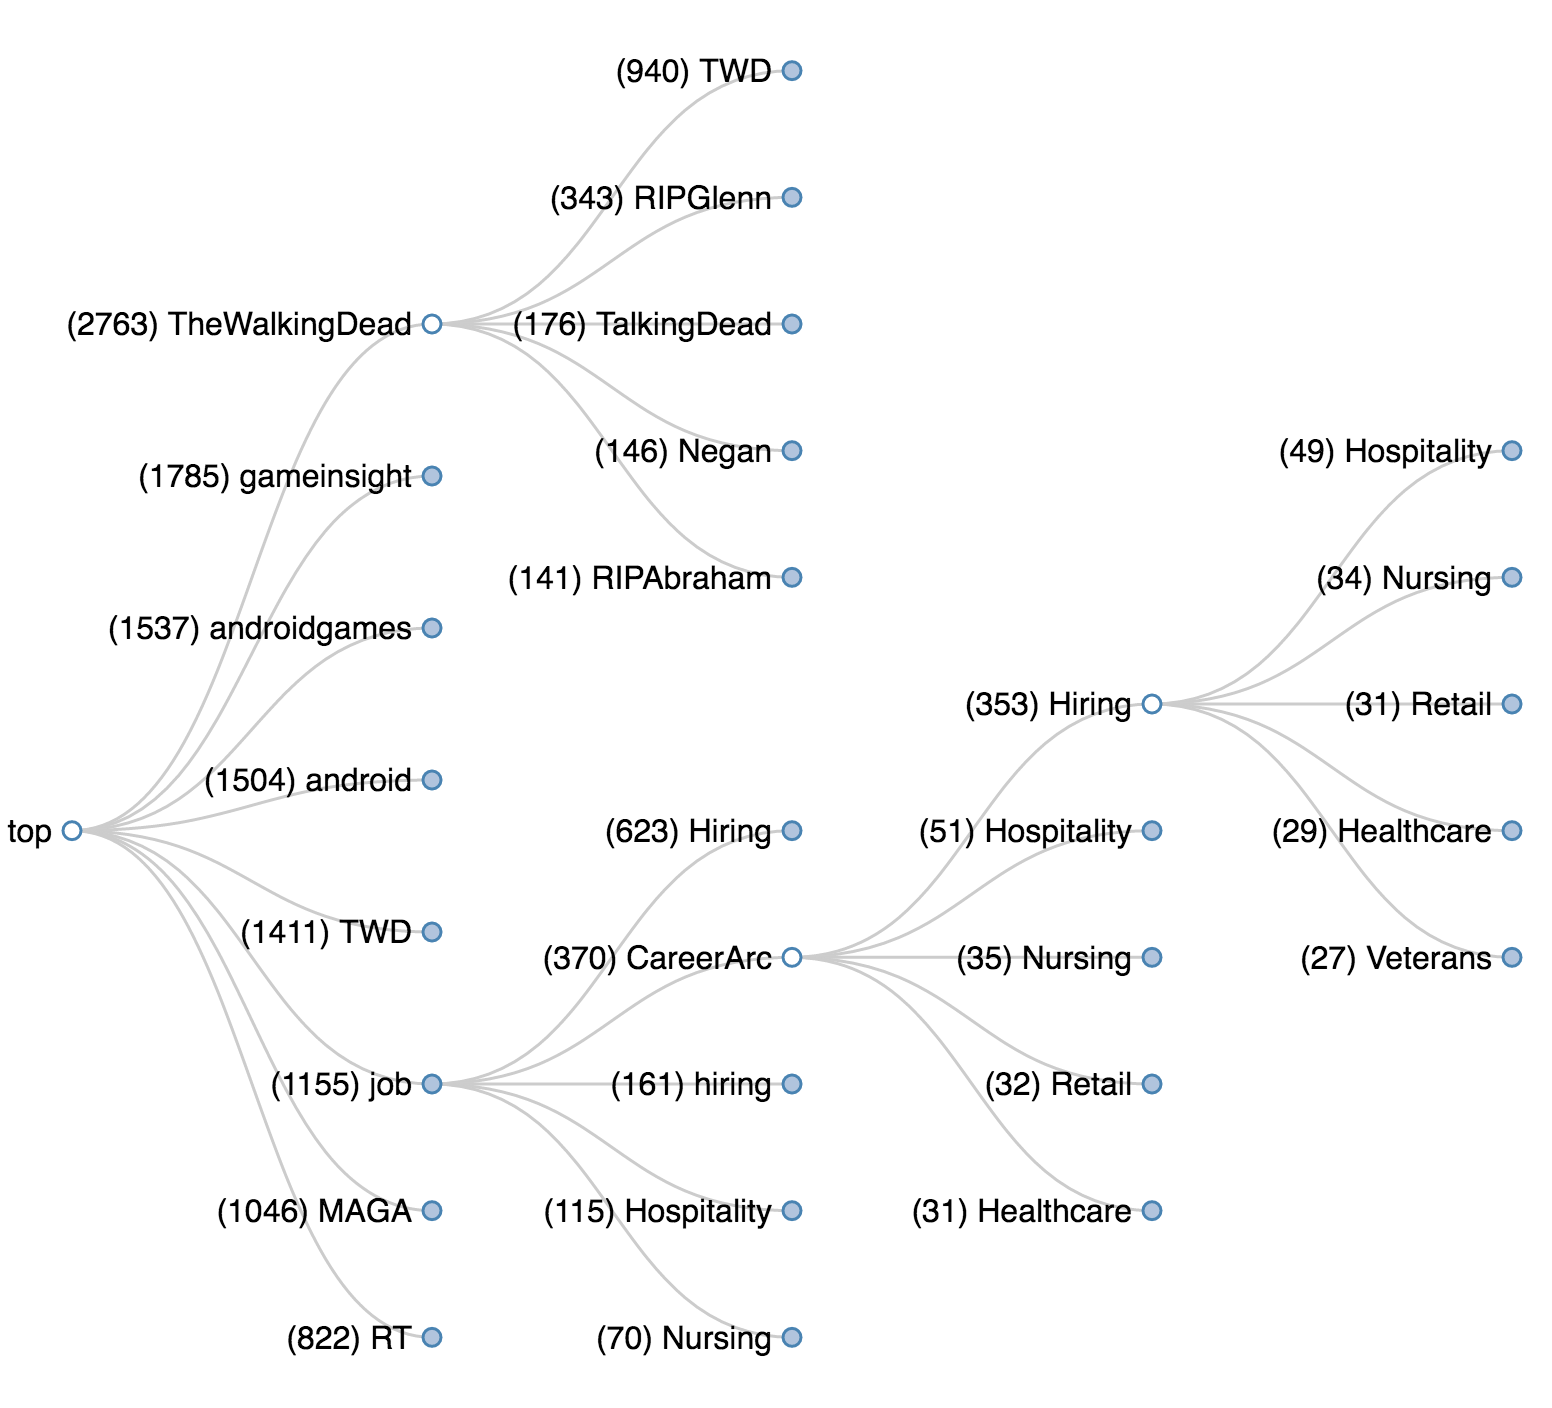 top
(2763) TheWalkingDead
(1785) gameinsight
(1537) androidgames
(1504) android
(1411) TWD
(1155) job
(1046) MAGA
(822) RT
(940) TWD
(343) RIPGlenn
(176) TalkingDead
(146) Negan
(141) RIPAbraham
(623) Hiring
(370) CareerArc
(161) hiring
(115) Hospitality
(70) Nursing
(353) Hiring
(51) Hospitality
(35) Nursing
(32) Retail
(31) Healthcare
(49) Hospitality
(34) Nursing
(31) Retail
(29) Healthcare
(27) Veterans